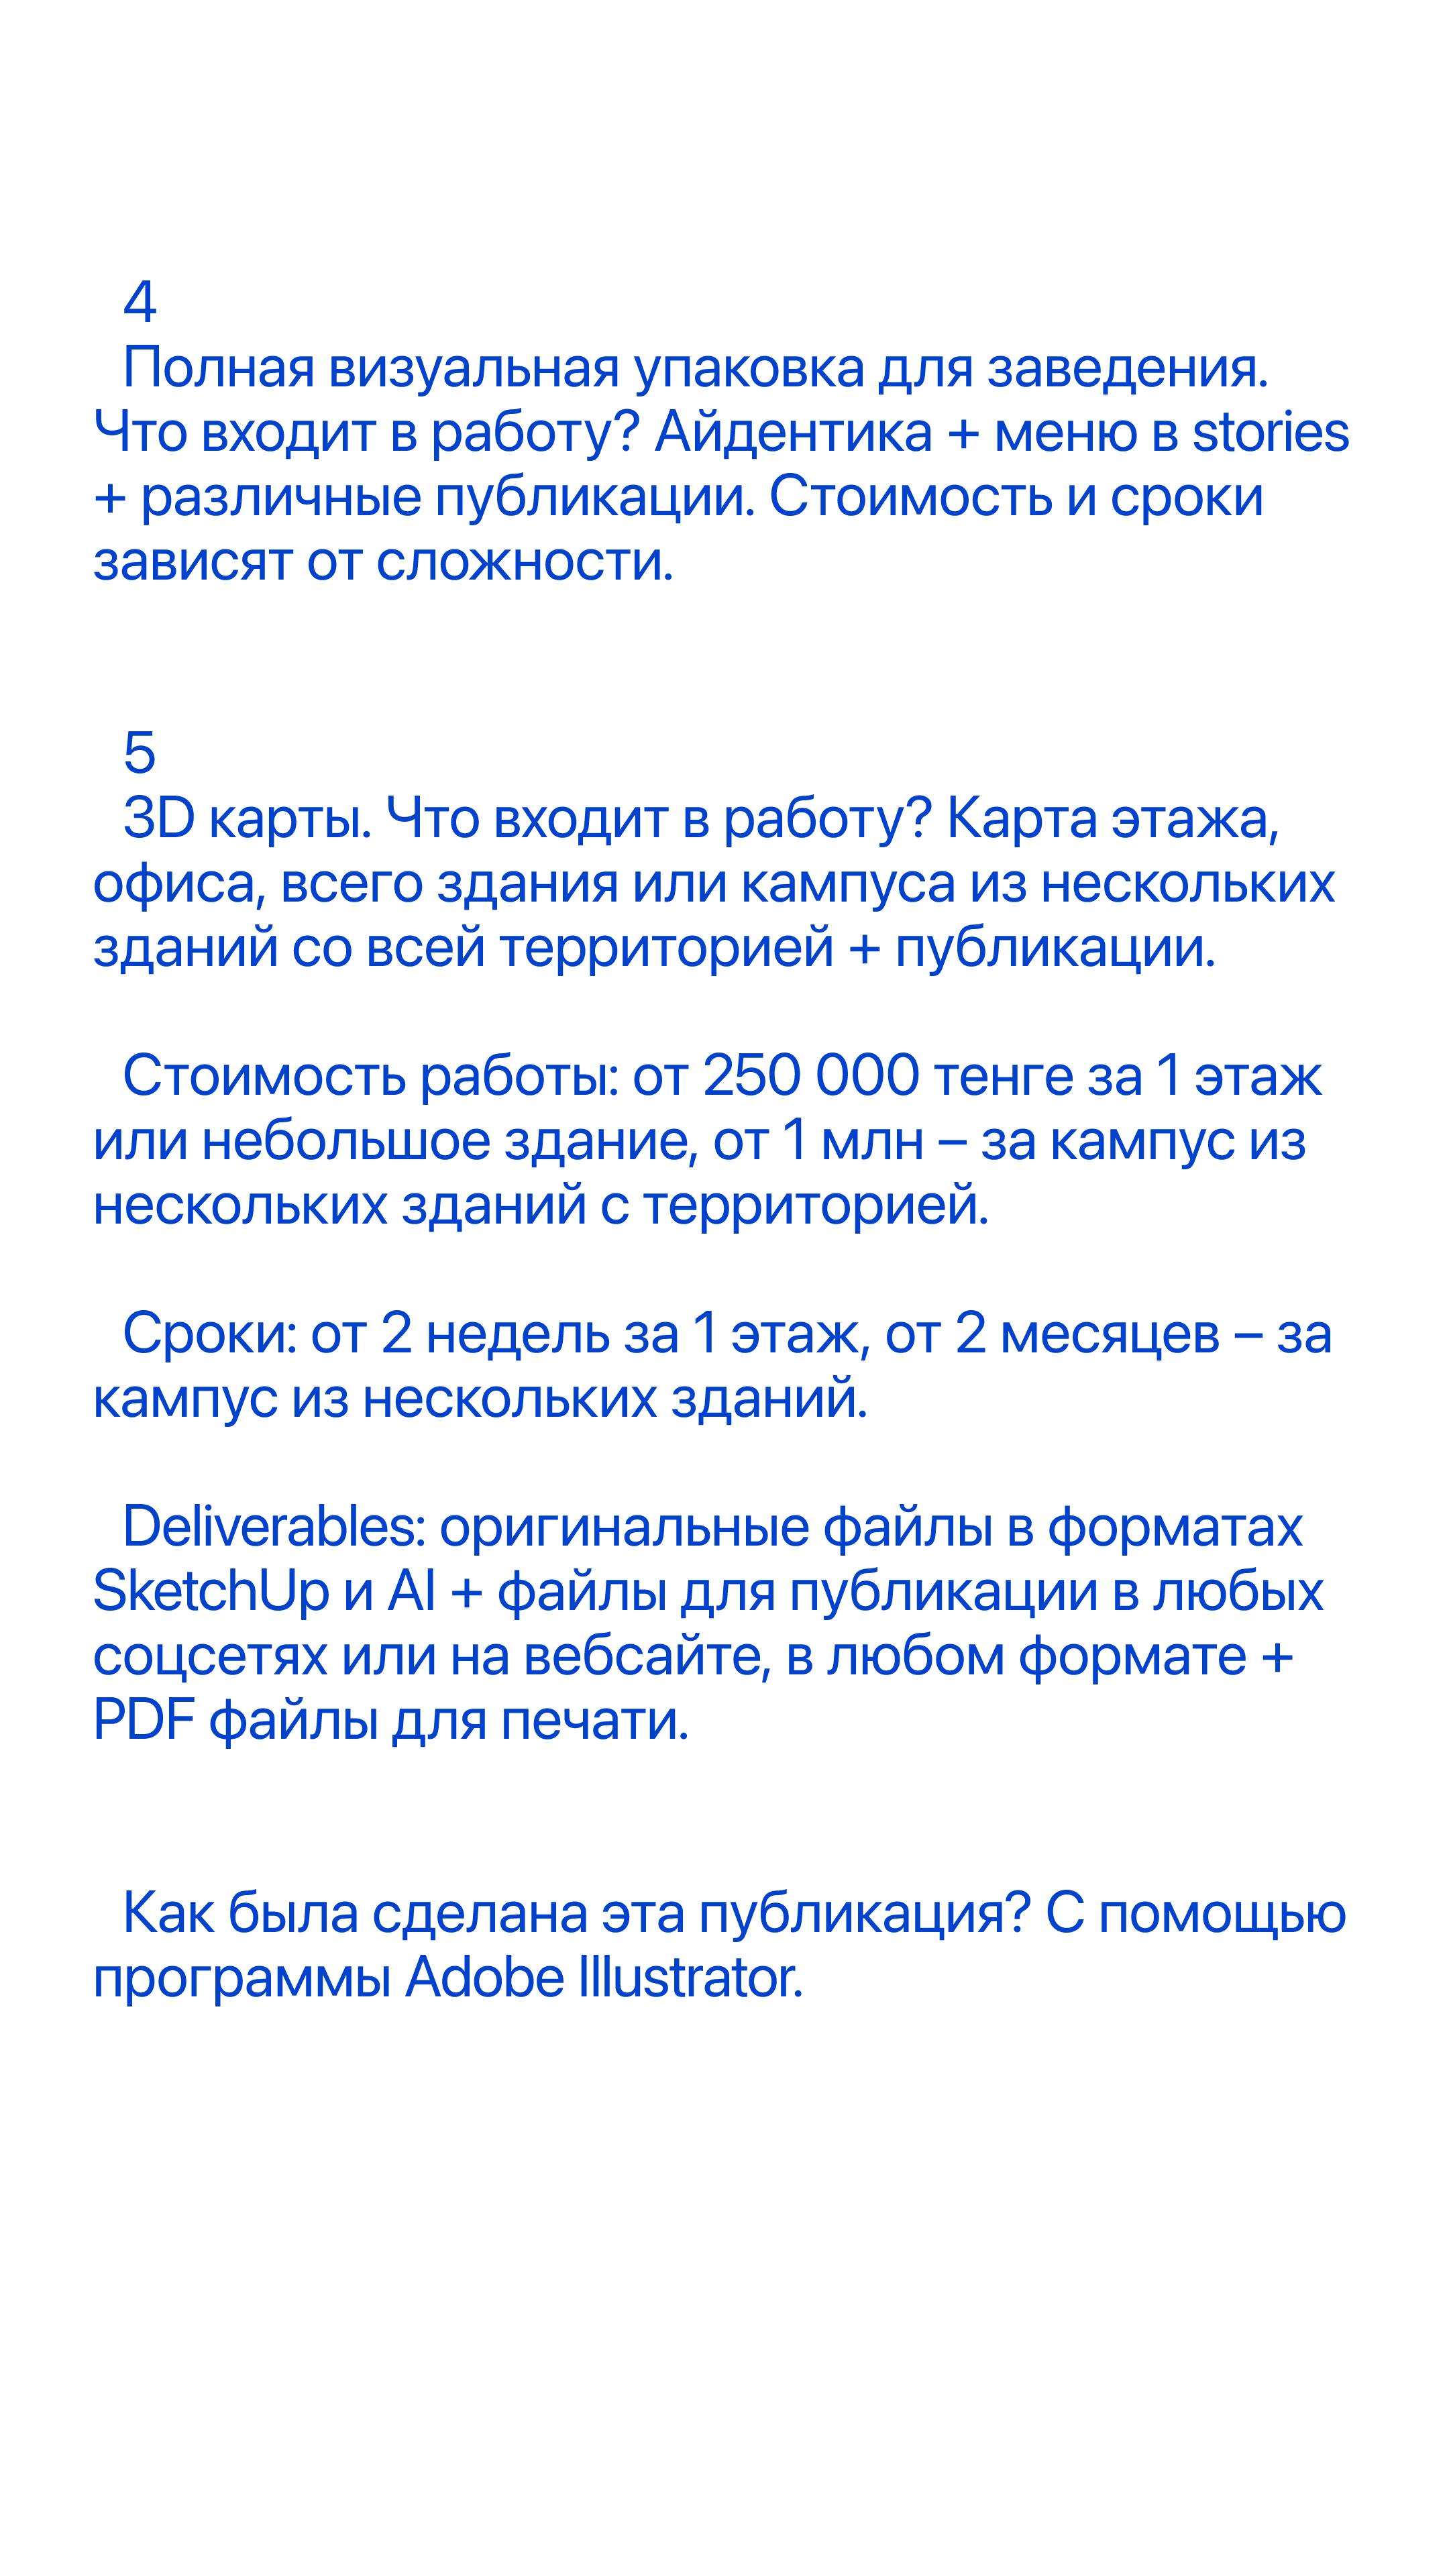 4
Полная визуальная упаковка для заведения.
Что входит в работу? Айдентика + меню в stories
+ различные публикации. Стоимость и сроки
зависят от сложности.
5
3D карты. Что входит в работу? Карта этажа,
офиса, всего здания или кампуса из нескольких
зданий со всей территорией + публикации.
Стоимость работы: от 250 000 тенге за 1 этаж
или небольшое здание, от 1 млн – за кампус из
нескольких зданий с территорией.
Сроки: от 2 недель за 1 этаж, от 2 месяцев – за
кампус из нескольких зданий.
Deliverables: оригинальные файлы в форматах
SketchUp и AI + файлы для публикации в любых
соцсетях или на вебсайте, в любом формате +
PDF файлы для печати.
Как была сделана эта публикация? С помощью
программы Adobe Illustrator.